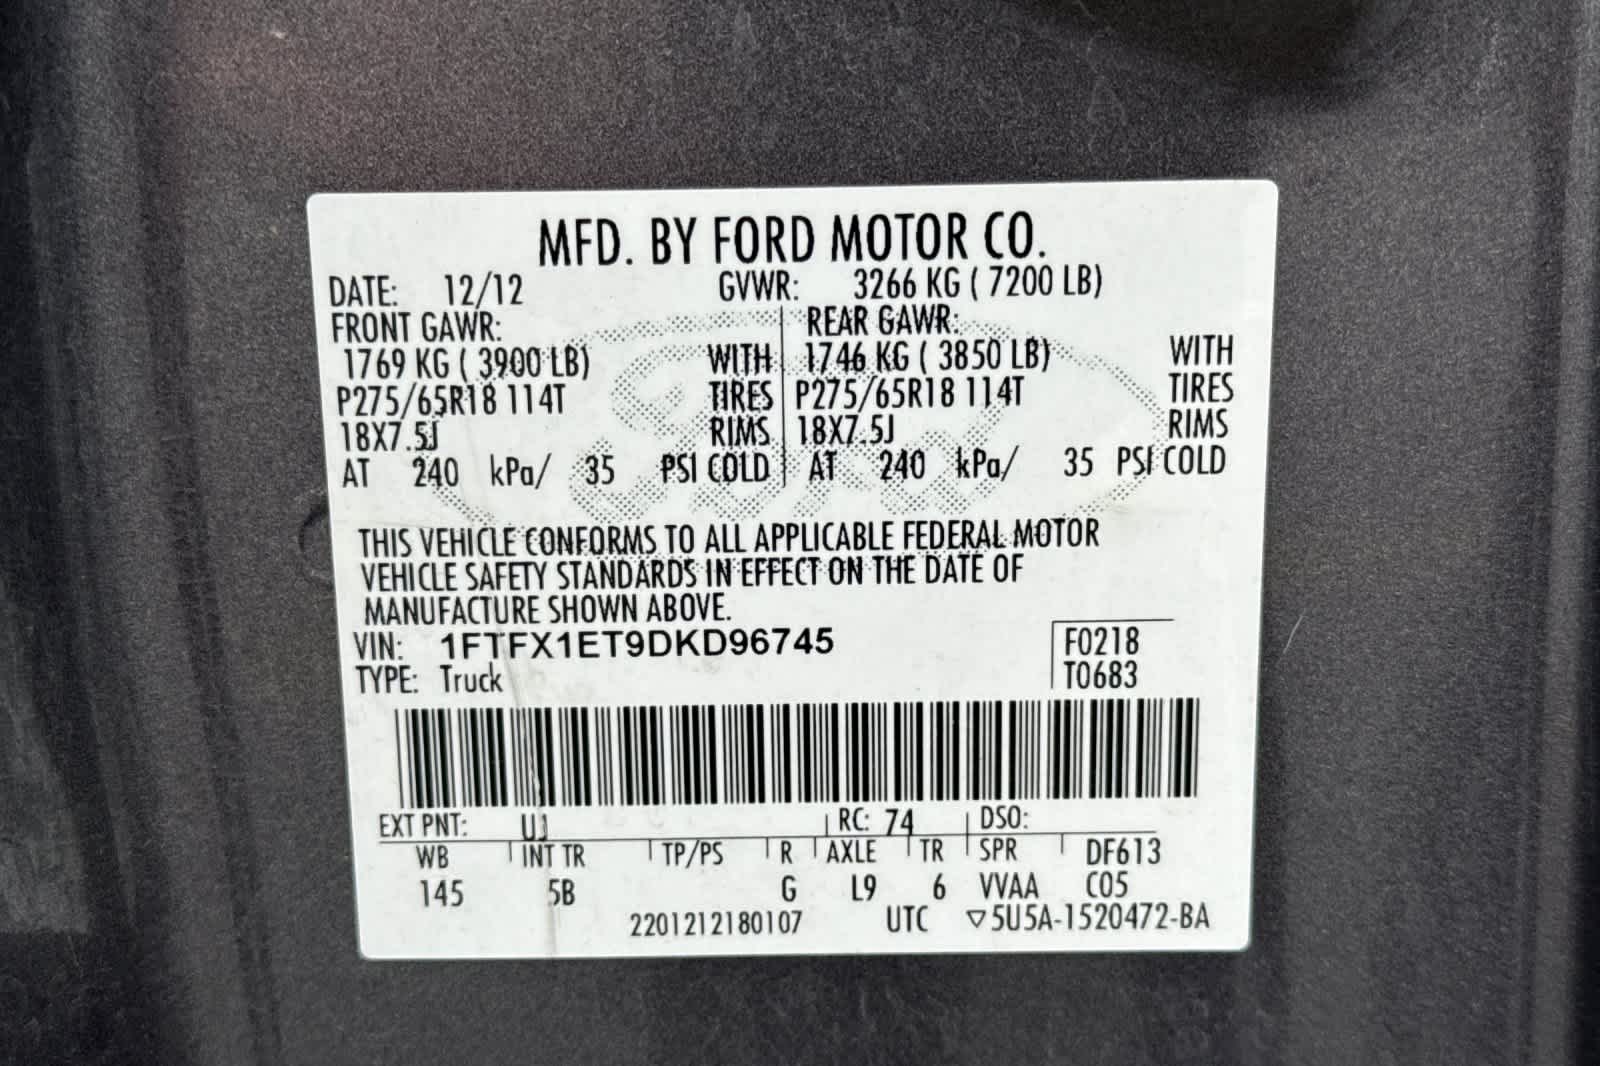 MFD. BY FORD MOTOR CO.
DATE: 12/12 GVWR: 3266 KG ( 7200 LB)
FRONT GAWR: REAR GAWR:
1769 KG ( 3900 LB) WITH 1746 KG ( 3850 LB) WITH
P275/65R18 114T TIRES P275/65R18 114T TIRES
18X7.5J RIMS 18X7.5J RIMS
AT 240 kPa/ 35 PSI COLD AT 240 kPa/ 35 PSI COLD
Ford
THIS VEHICLE CONFORMS TO ALL APPLICABLE FEDERAL MOTOR
VEHICLE SAFETY STANDARDS IN EFFECT ON THE DATE OF
MANUFACTURE SHOWN ABOVE.
VIN: 1FTFX1ET9DKD96745 F0218
TYPE: Truck T0683
EXT PNT: UJ RC: 74 DSO:
WB INT TR TP/PS R AXLE TR SPR DF613
145 5B G L9 6 VVAA C05
2201212180107 UTC ▽5U5A-1520472-BA